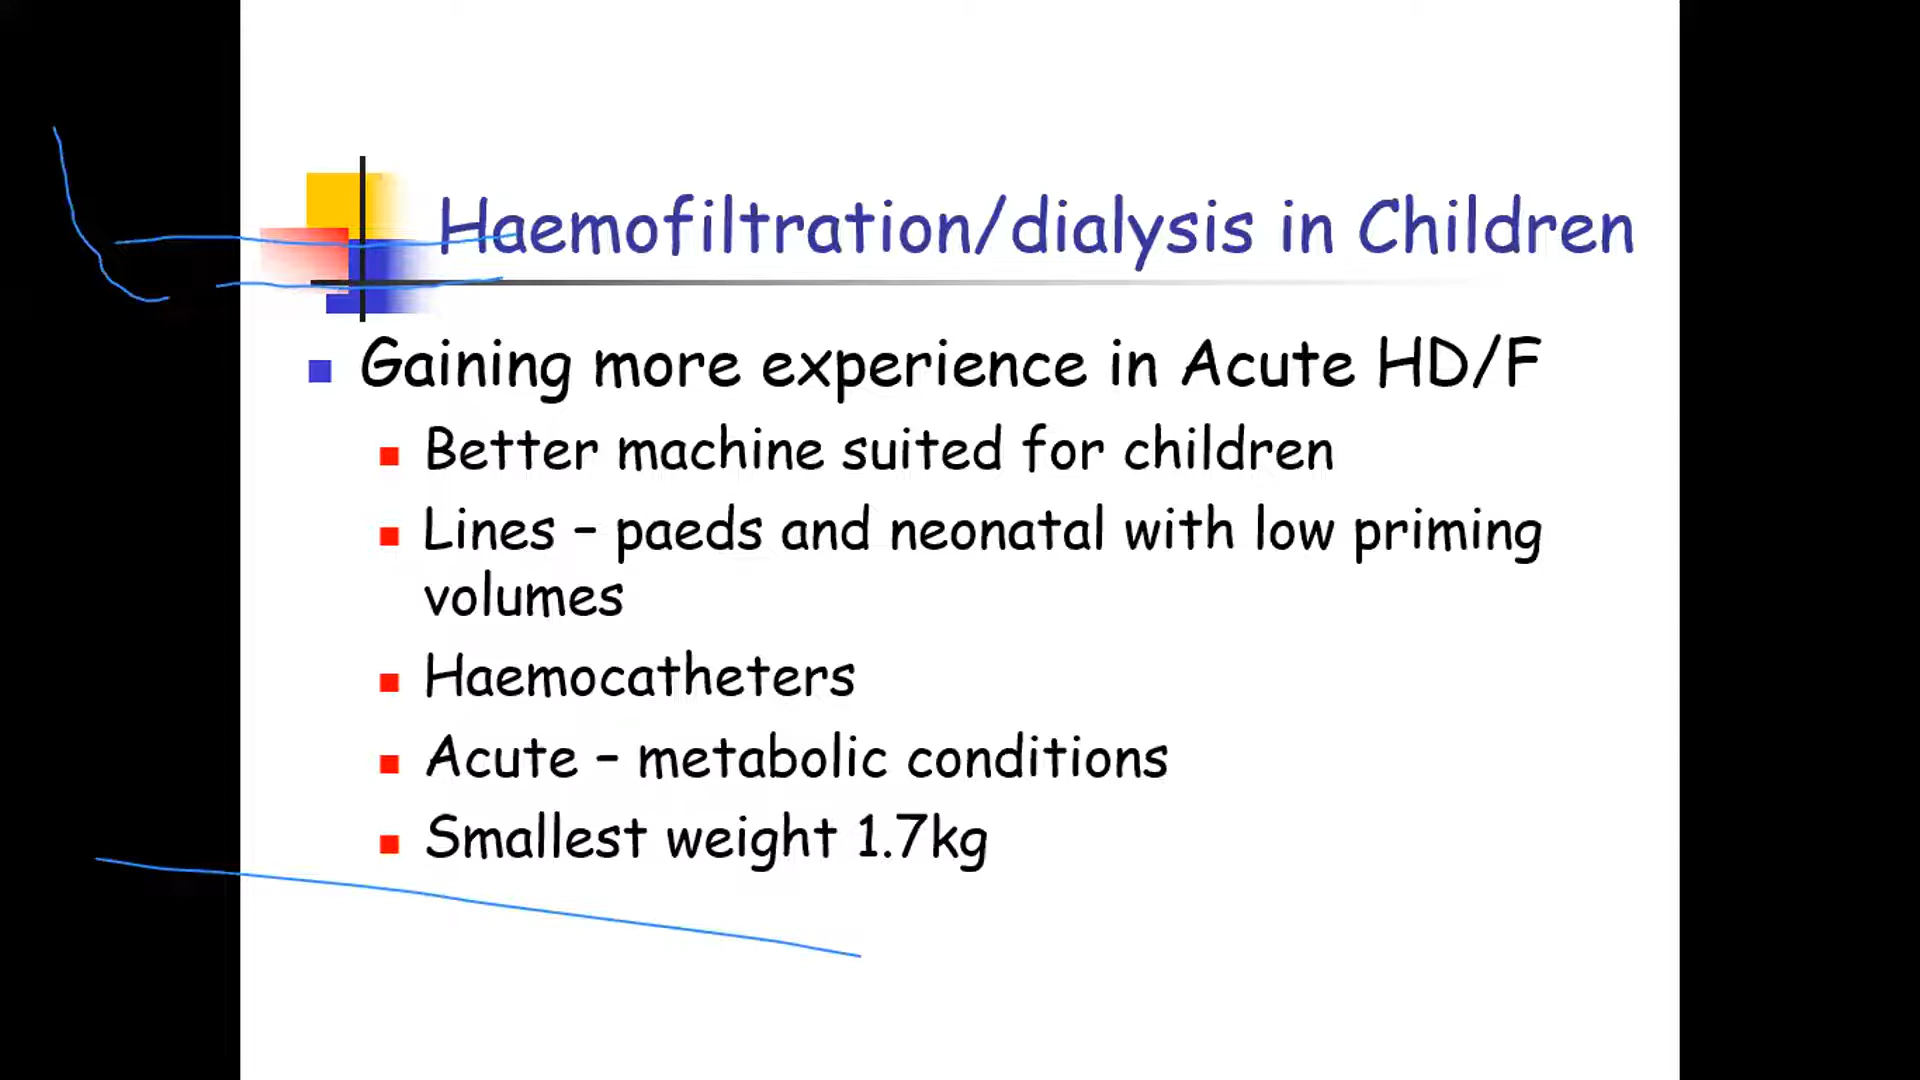 Haemofiltration/dialysis in Children
Gaining more experience in Acute HD/F
Better machine suited for children
Lines – paeds and neonatal with low priming
volumes
Haemocatheters
Acute – metabolic conditions
Smallest weight 1.7kg